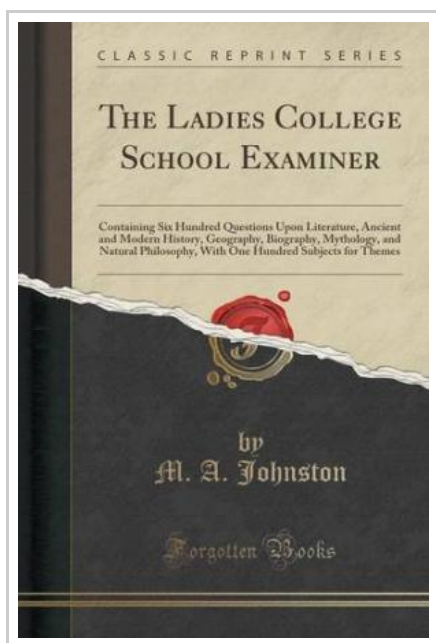 CLASSIC REPRINT SERIES
THE LADIES COLLEGE
SCHOOL EXAMINER
Containing Six Hundred Questions Upon Literature, Ancient
and Modern History, Geography, Biography, Mythology, and
Natural Philosophy, With One Hundred Subjects for Themes
by
M. A. Johnston
Forgotten Books